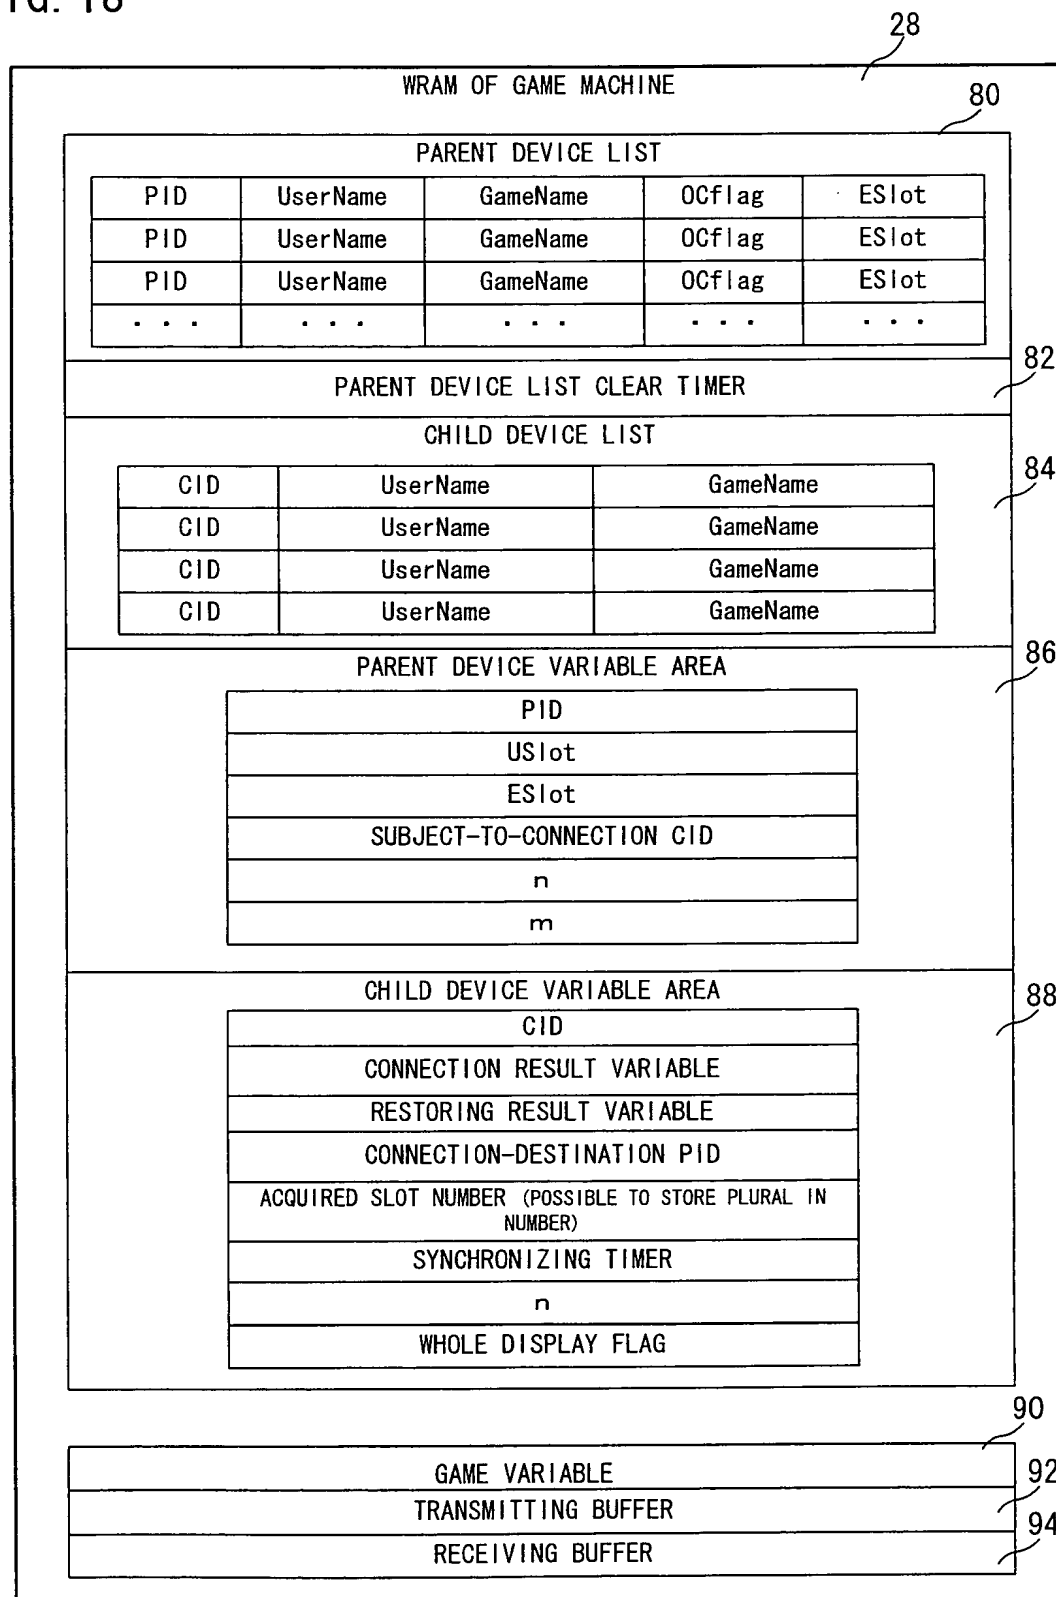 28
WRAM OF GAME MACHINE
80
PARENT DEVICE LIST
PID UserName GameName OCflag ESlot
PID UserName GameName OCflag ESlot
PID UserName GameName OCflag ESlot
... ... ... ... ...
82
PARENT DEVICE LIST CLEAR TIMER
CHILD DEVICE LIST
84
CID UserName GameName
CID UserName GameName
CID UserName GameName
CID UserName GameName
86
PARENT DEVICE VARIABLE AREA
PID
USlot
ESlot
SUBJECT-TO-CONNECTION CID
n
m
CHILD DEVICE VARIABLE AREA
88
CID
CONNECTION RESULT VARIABLE
RESTORING RESULT VARIABLE
CONNECTION-DESTINATION PID
ACQUIRED SLOT NUMBER (POSSIBLE TO STORE PLURAL IN
NUMBER)
SYNCHRONIZING TIMER
n
WHOLE DISPLAY FLAG
90
GAME VARIABLE
92
TRANSMITTING BUFFER
94
RECEIVING BUFFER